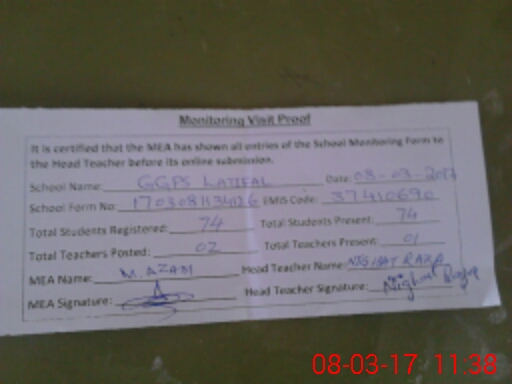 Monitoring Visit Proof
It is certified that the MEA has shown all entries of the School Monitoring Form to
the Head Teacher before its online submission.
School Name: GGPS Date: 08-03-2017
School Form No: EMIS Code: 37410690
Total Students Registered: 74 Total Students Present: 74
Total Teachers Posted: 02 Total Teachers Present: 01
MEA Name: M. AZAM Head Teacher Name: NIGHAT RAZA
MEA Signature: Head Teacher Signature: Nighat
08-03-17 11:38